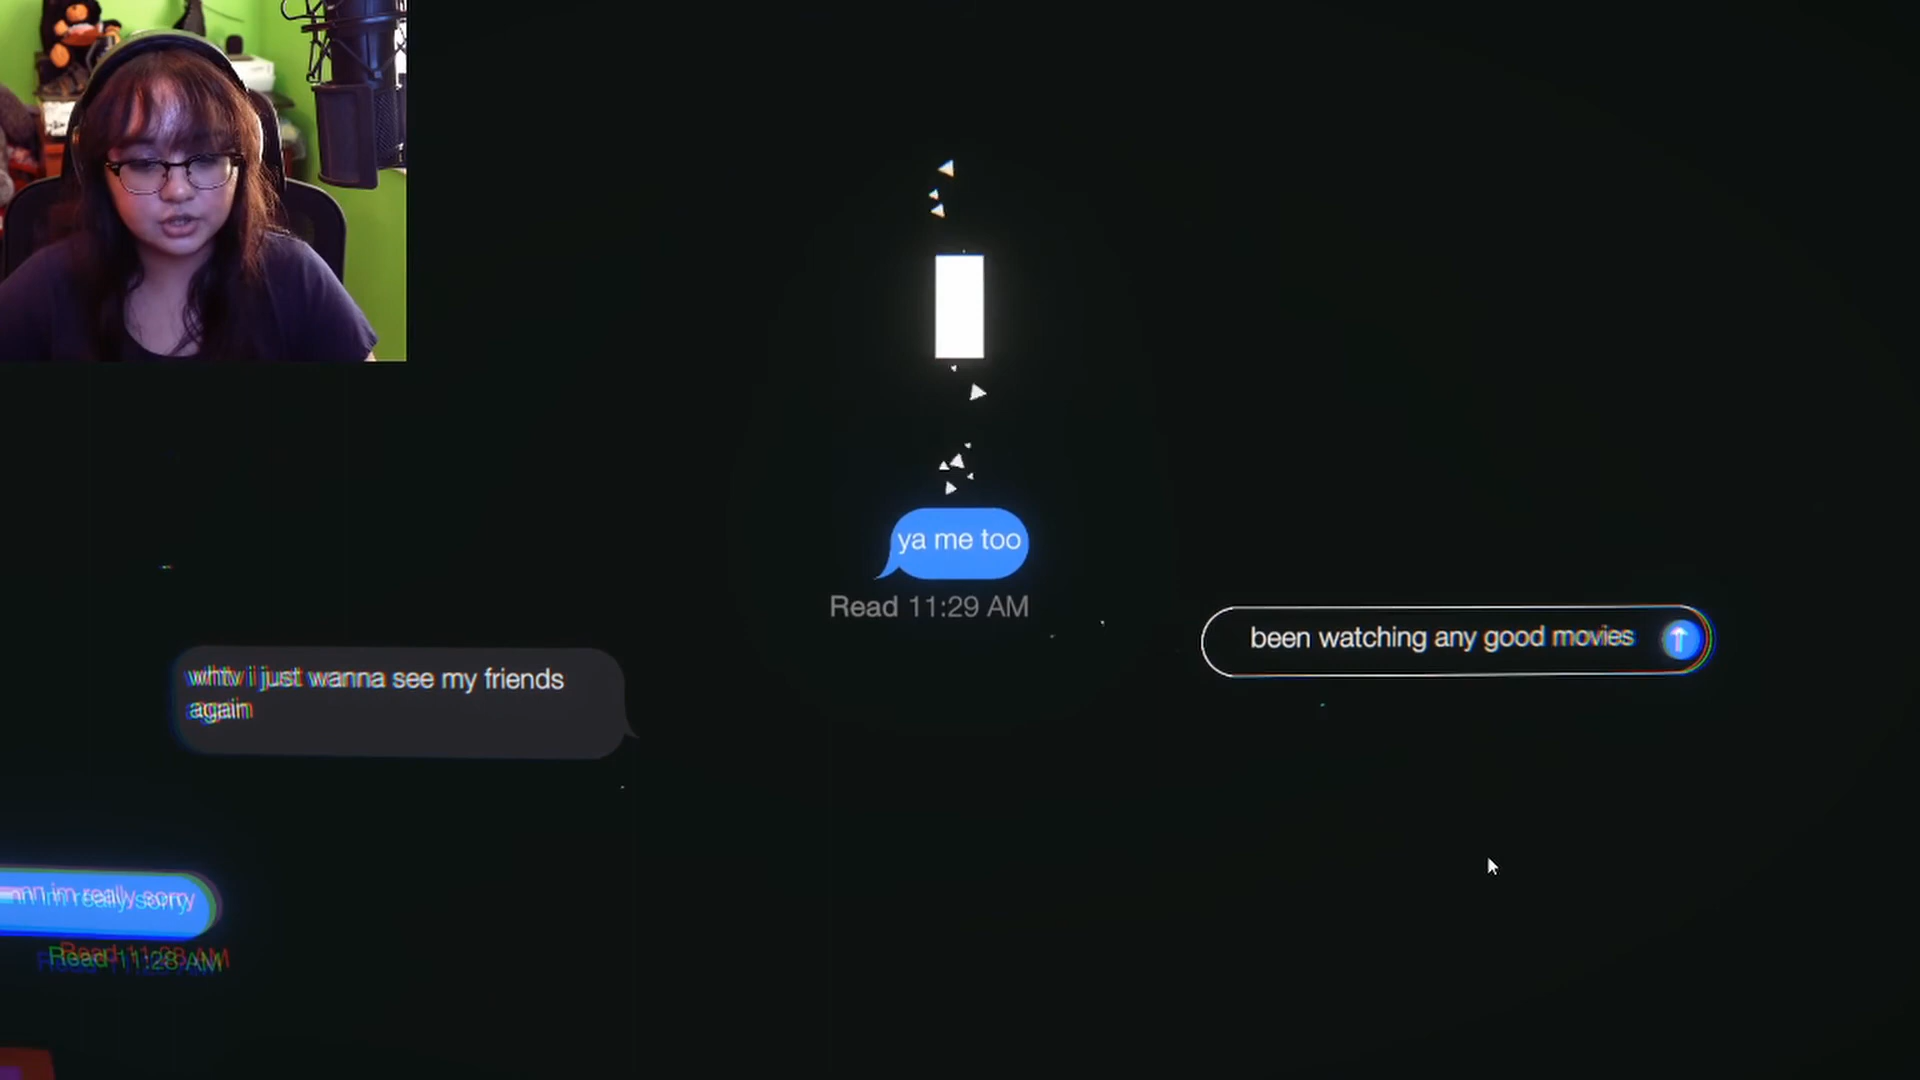 ya me too
Read 11:29 AM
been watching any good movies
whtv i just wanna see my friends
again
im really sorry
Read 11:28 AM